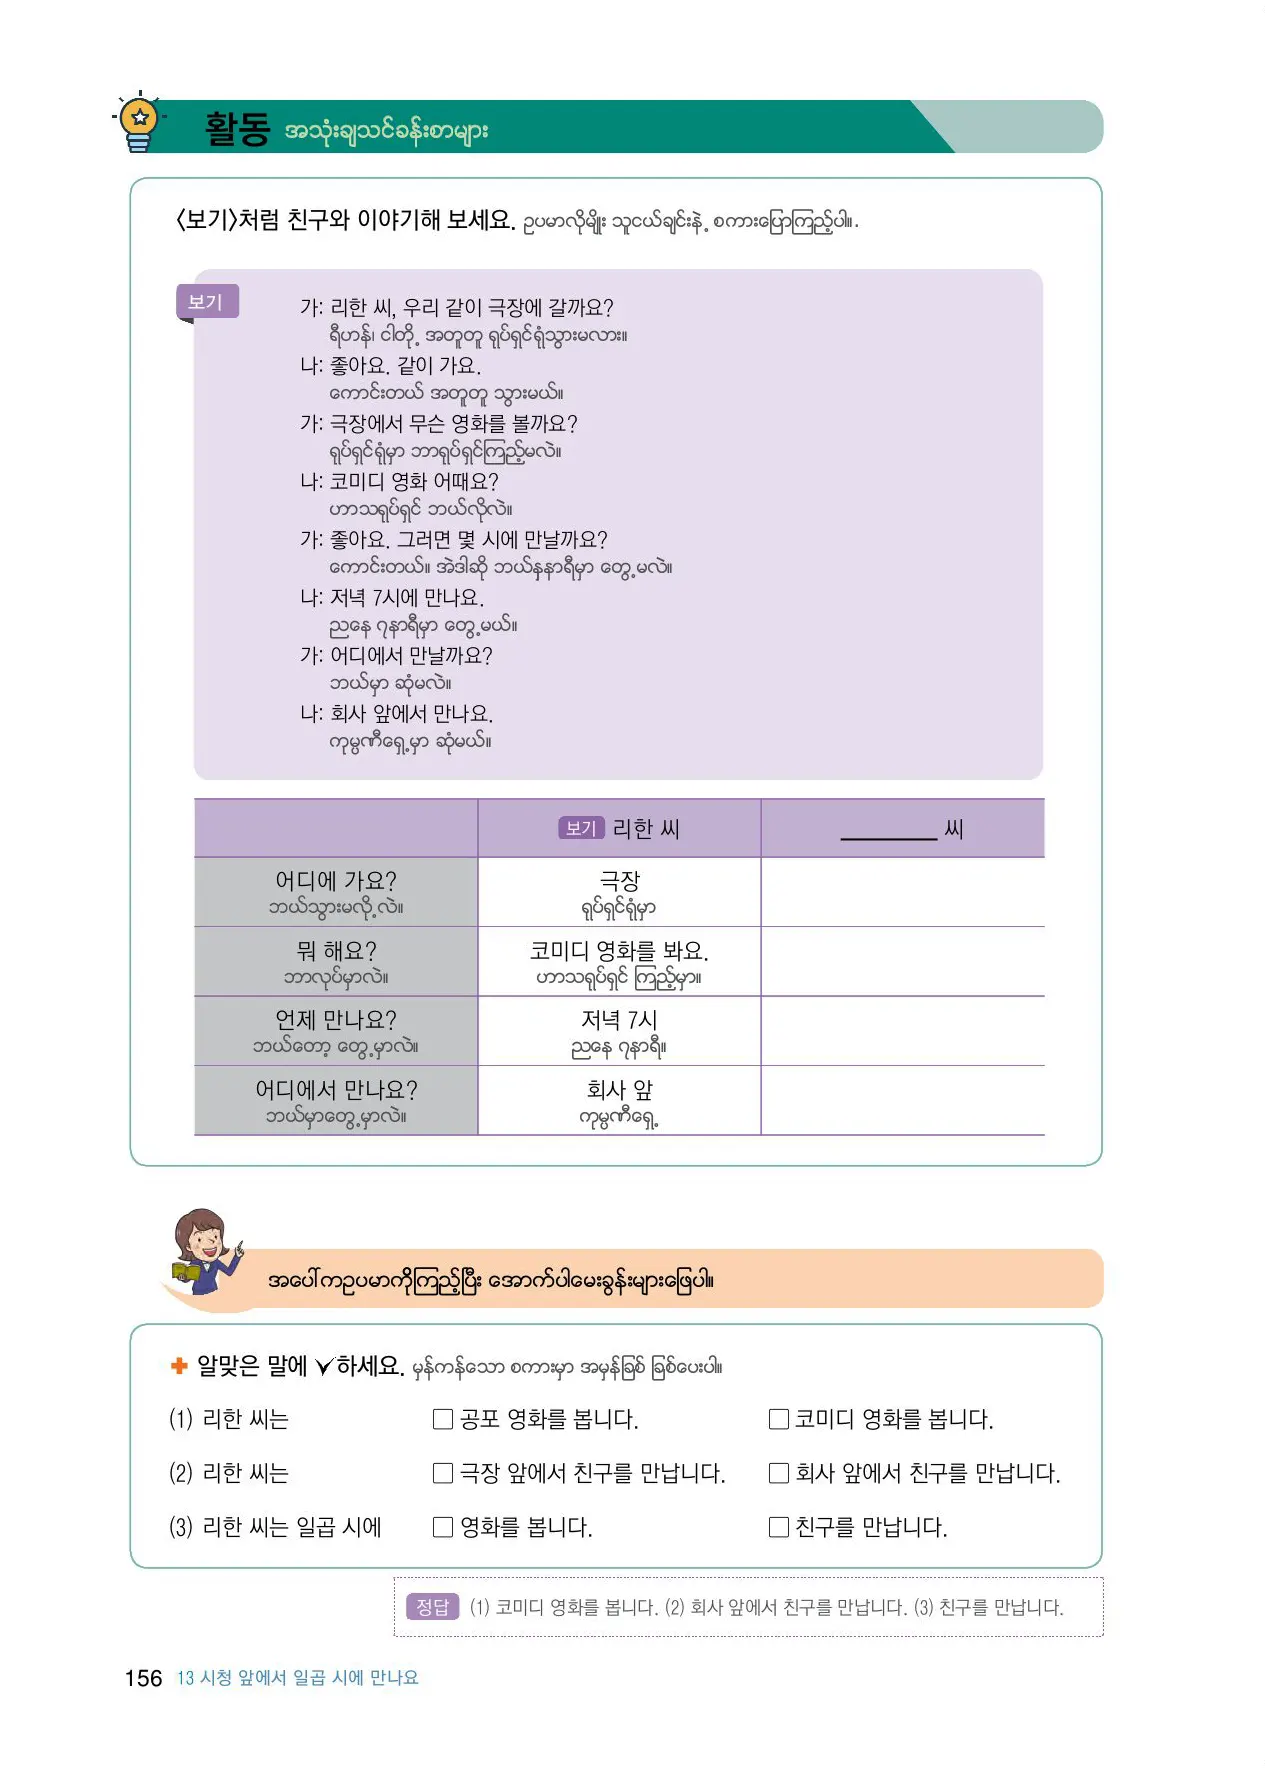 활동 အသုံးချသင်ခန်းစာများ
〈보기〉처럼 친구와 이야기해 보세요. ဥပမာလိုမျိုး သူငယ်ချင်းနဲ့ စကားပြောကြည့်ပါ။.
보기
가: 리한 씨, 우리 같이 극장에 갈까요?
ရီဟန်၊ ငါတို့ အတူတူ ရုပ်ရှင်ရုံသွားမလား။
나: 좋아요. 같이 가요.
ကောင်းတယ် အတူတူ သွားမယ်။
가: 극장에서 무슨 영화를 볼까요?
ရုပ်ရှင်ရုံမှာ ဘာရုပ်ရှင်ကြည့်မလဲ။
나: 코미디 영화 어때요?
ဟာသရုပ်ရှင် ဘယ်လိုလဲ။
가: 좋아요. 그러면 몇 시에 만날까요?
ကောင်းတယ်။ အဲဒါဆို ဘယ်နှနာရီမှာ တွေ့မလဲ။
나: 저녁 7시에 만나요.
ညနေ ၇နာရီမှာ တွေ့မယ်။
가: 어디에서 만날까요?
ဘယ်မှာ ဆုံမလဲ။
나: 회사 앞에서 만나요.
ကုမ္ပဏီရှေ့မှာ ဆုံမယ်။
보기 리한 씨 ________ 씨
어디에 가요? 극장
ဘယ်သွားမလို့လဲ။ ရုပ်ရှင်ရုံမှာ
뭐 해요? 코미디 영화를 봐요.
ဘာလုပ်မှာလဲ။ ဟာသရုပ်ရှင် ကြည့်မှာ။
언제 만나요? 저녁 7시
ဘယ်တော့ တွေ့မှာလဲ။ ညနေ ၇နာရီ။
어디에서 만나요? 회사 앞
ဘယ်မှာတွေ့မှာလဲ။ ကုမ္ပဏီရှေ့
အပေါ်ကဥပမာကိုကြည့်ပြီး အောက်ပါမေးခွန်းများဖြေပါ။
✚ 알맞은 말에 ✓하세요. မှန်ကန်သော စကားမှာ အမှန်ခြစ် ခြစ်ပေးပါ။
(1) 리한 씨는 □ 공포 영화를 봅니다. □ 코미디 영화를 봅니다.
(2) 리한 씨는 □ 극장 앞에서 친구를 만납니다. □ 회사 앞에서 친구를 만납니다.
(3) 리한 씨는 일곱 시에 □ 영화를 봅니다. □ 친구를 만납니다.
정답 (1) 코미디 영화를 봅니다. (2) 회사 앞에서 친구를 만납니다. (3) 친구를 만납니다.
156 13 시청 앞에서 일곱 시에 만나요